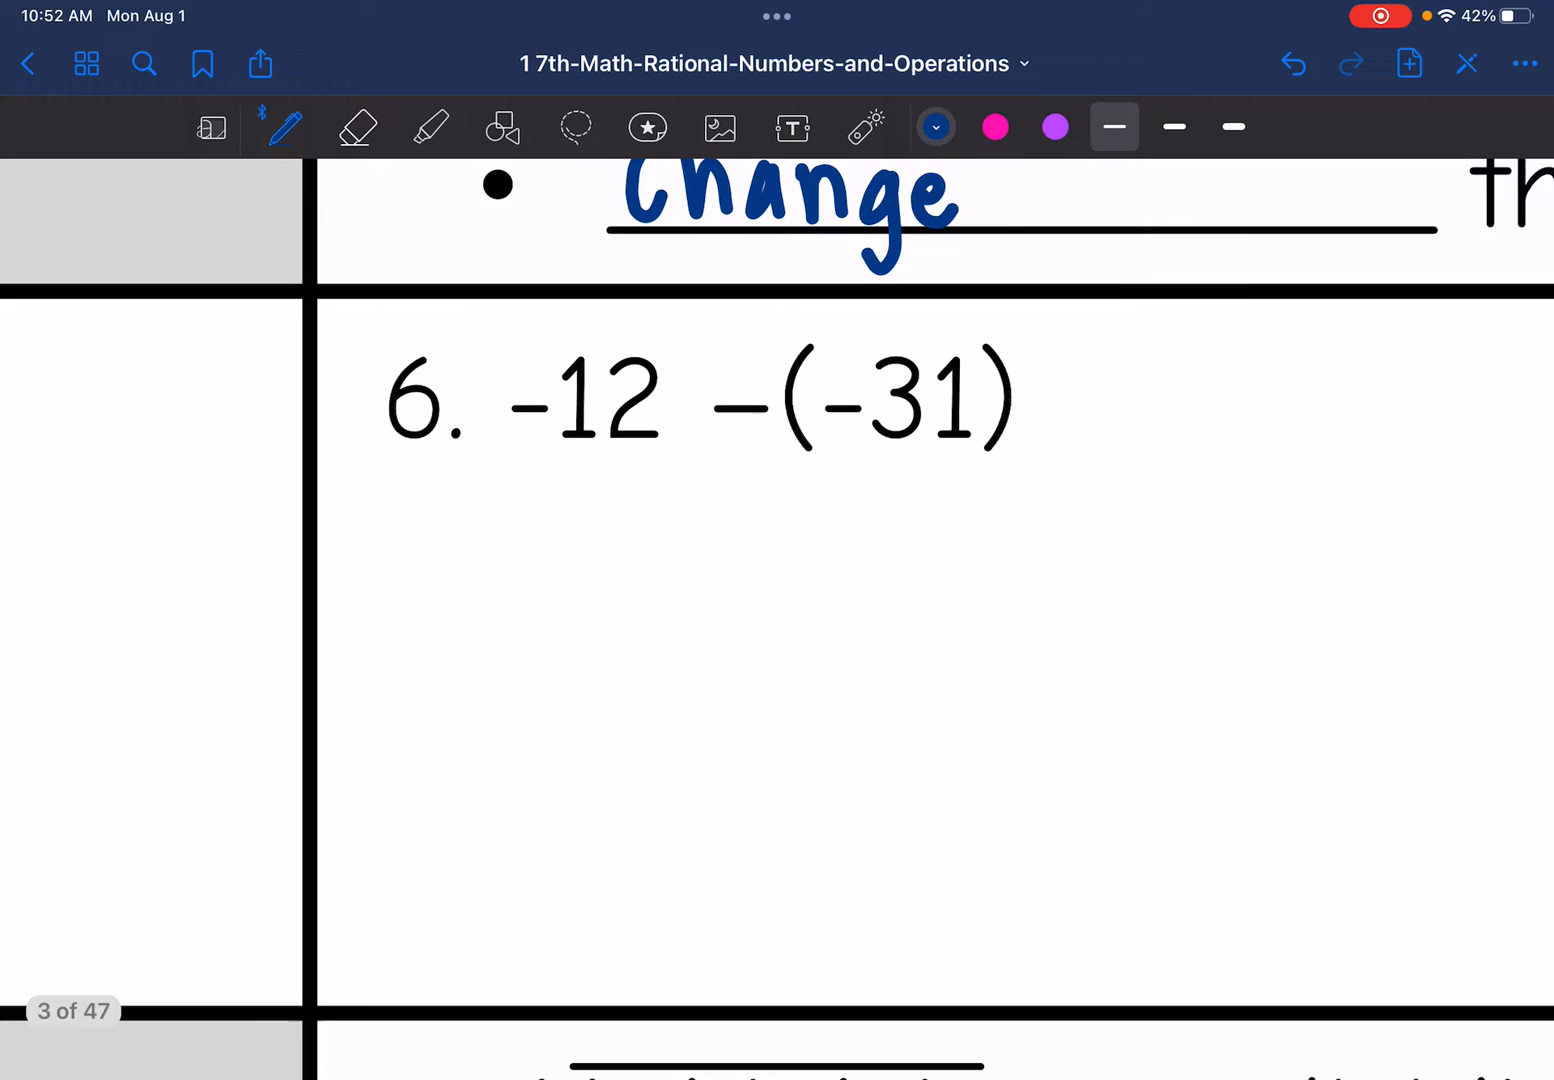 10:52 AM Mon Aug 1
42%
1 7th-Math-Rational-Numbers-and-Operations
• Change th
6. -12 -(-31)
3 of 47